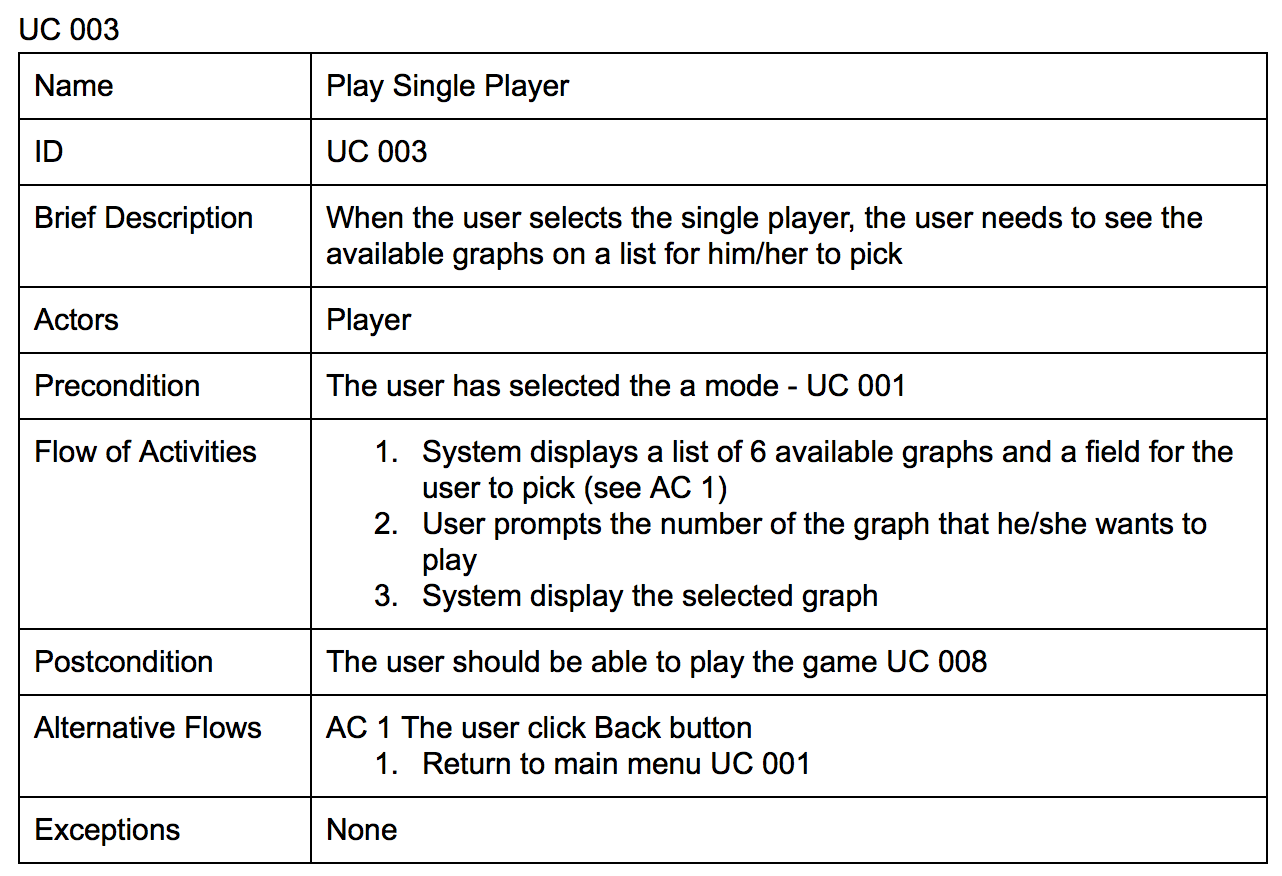 UC 003
Name
Play Single Player
ID
UC 003
Brief Description
When the user selects the single player, the user needs to see the
available graphs on a list for him/her to pick
Actors
Player
Precondition
The user has selected the a mode - UC 001
Flow of Activities
1. System displays a list of 6 available graphs and a field for the
user to pick (see AC 1)
2. User prompts the number of the graph that he/she wants to
play
3. System display the selected graph
Postcondition
The user should be able to play the game UC 008
Alternative Flows
AC 1 The user click Back button
1. Return to main menu UC 001
Exceptions
None